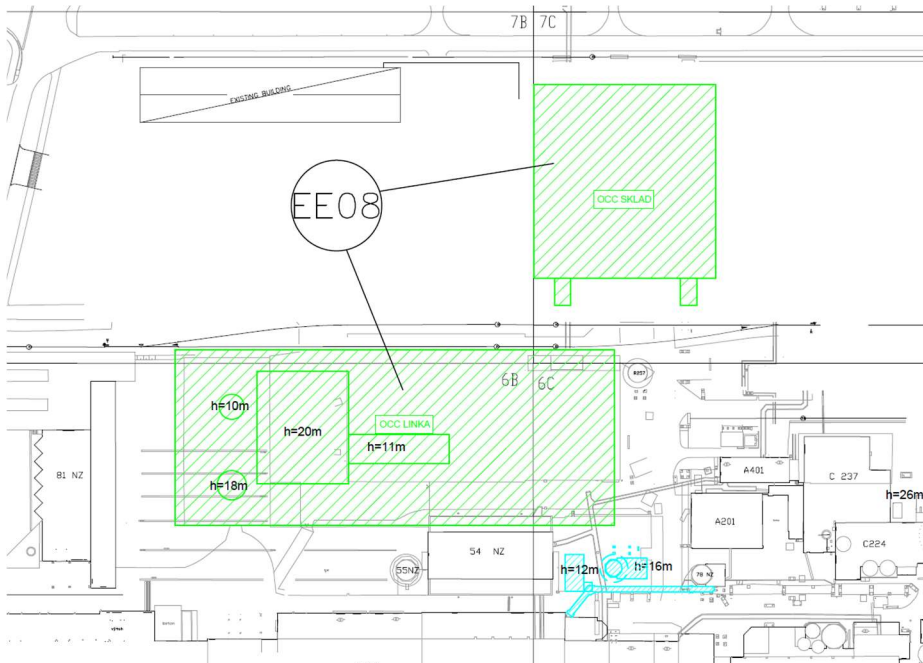 7B 7C
EXISTING BUILDING
EE08
OCC SKLAD
6B 6C
h=10m
h=20m
OCC LINKA
h=11m
h=18m
81 NZ
A401
C 237
h=26m
A201
C224
54 NZ
55NZ
h=12m
h=16m
78 NZ